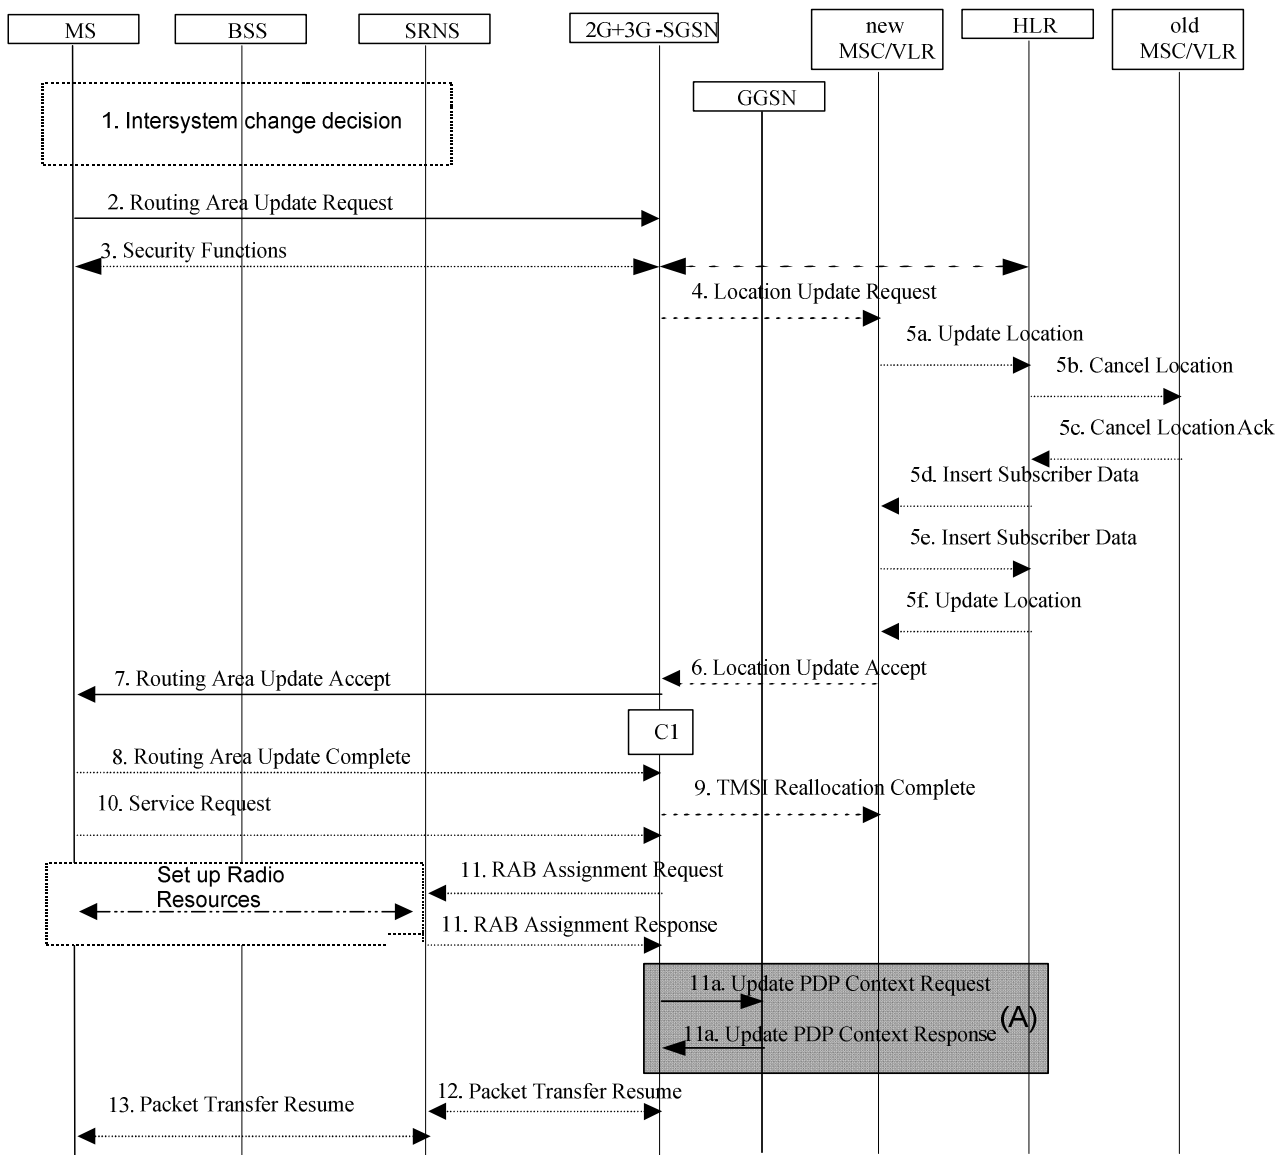 MS
BSS
SRNS
2G+3G-SGSN
new
MSC/VLR
HLR
old
MSC/VLR
GGSN
1. Intersystem change decision
2. Routing Area Update Request
3. Security Functions
4. Location Update Request
5a. Update Location
5b. Cancel Location
5c. Cancel Location Ack
5d. Insert Subscriber Data
5e. Insert Subscriber Data
5f. Update Location
6. Location Update Accept
7. Routing Area Update Accept
C1
8. Routing Area Update Complete
9. TMSI Reallocation Complete
10. Service Request
11. RAB Assignment Request
Set up Radio
Resources
11. RAB Assignment Response
11a. Update PDP Context Request
(A)
11a. Update PDP Context Response
12. Packet Transfer Resume
13. Packet Transfer Resume